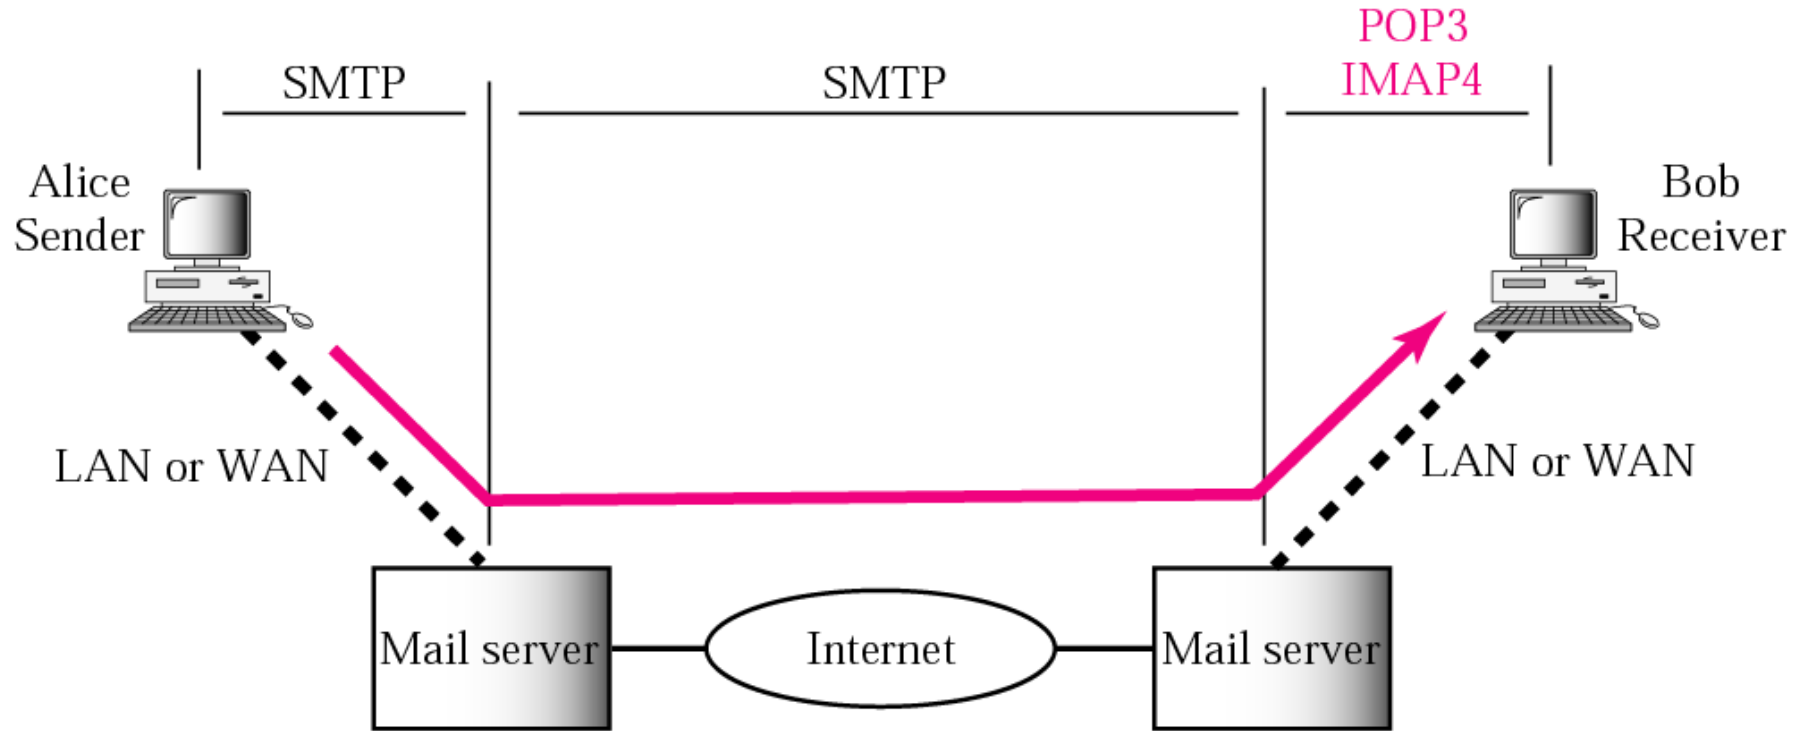 POP3
IMAP4
SMTP
SMTP
Alice
Sender
Bob
Receiver
LAN or WAN
LAN or WAN
Mail server
Internet
Mail server